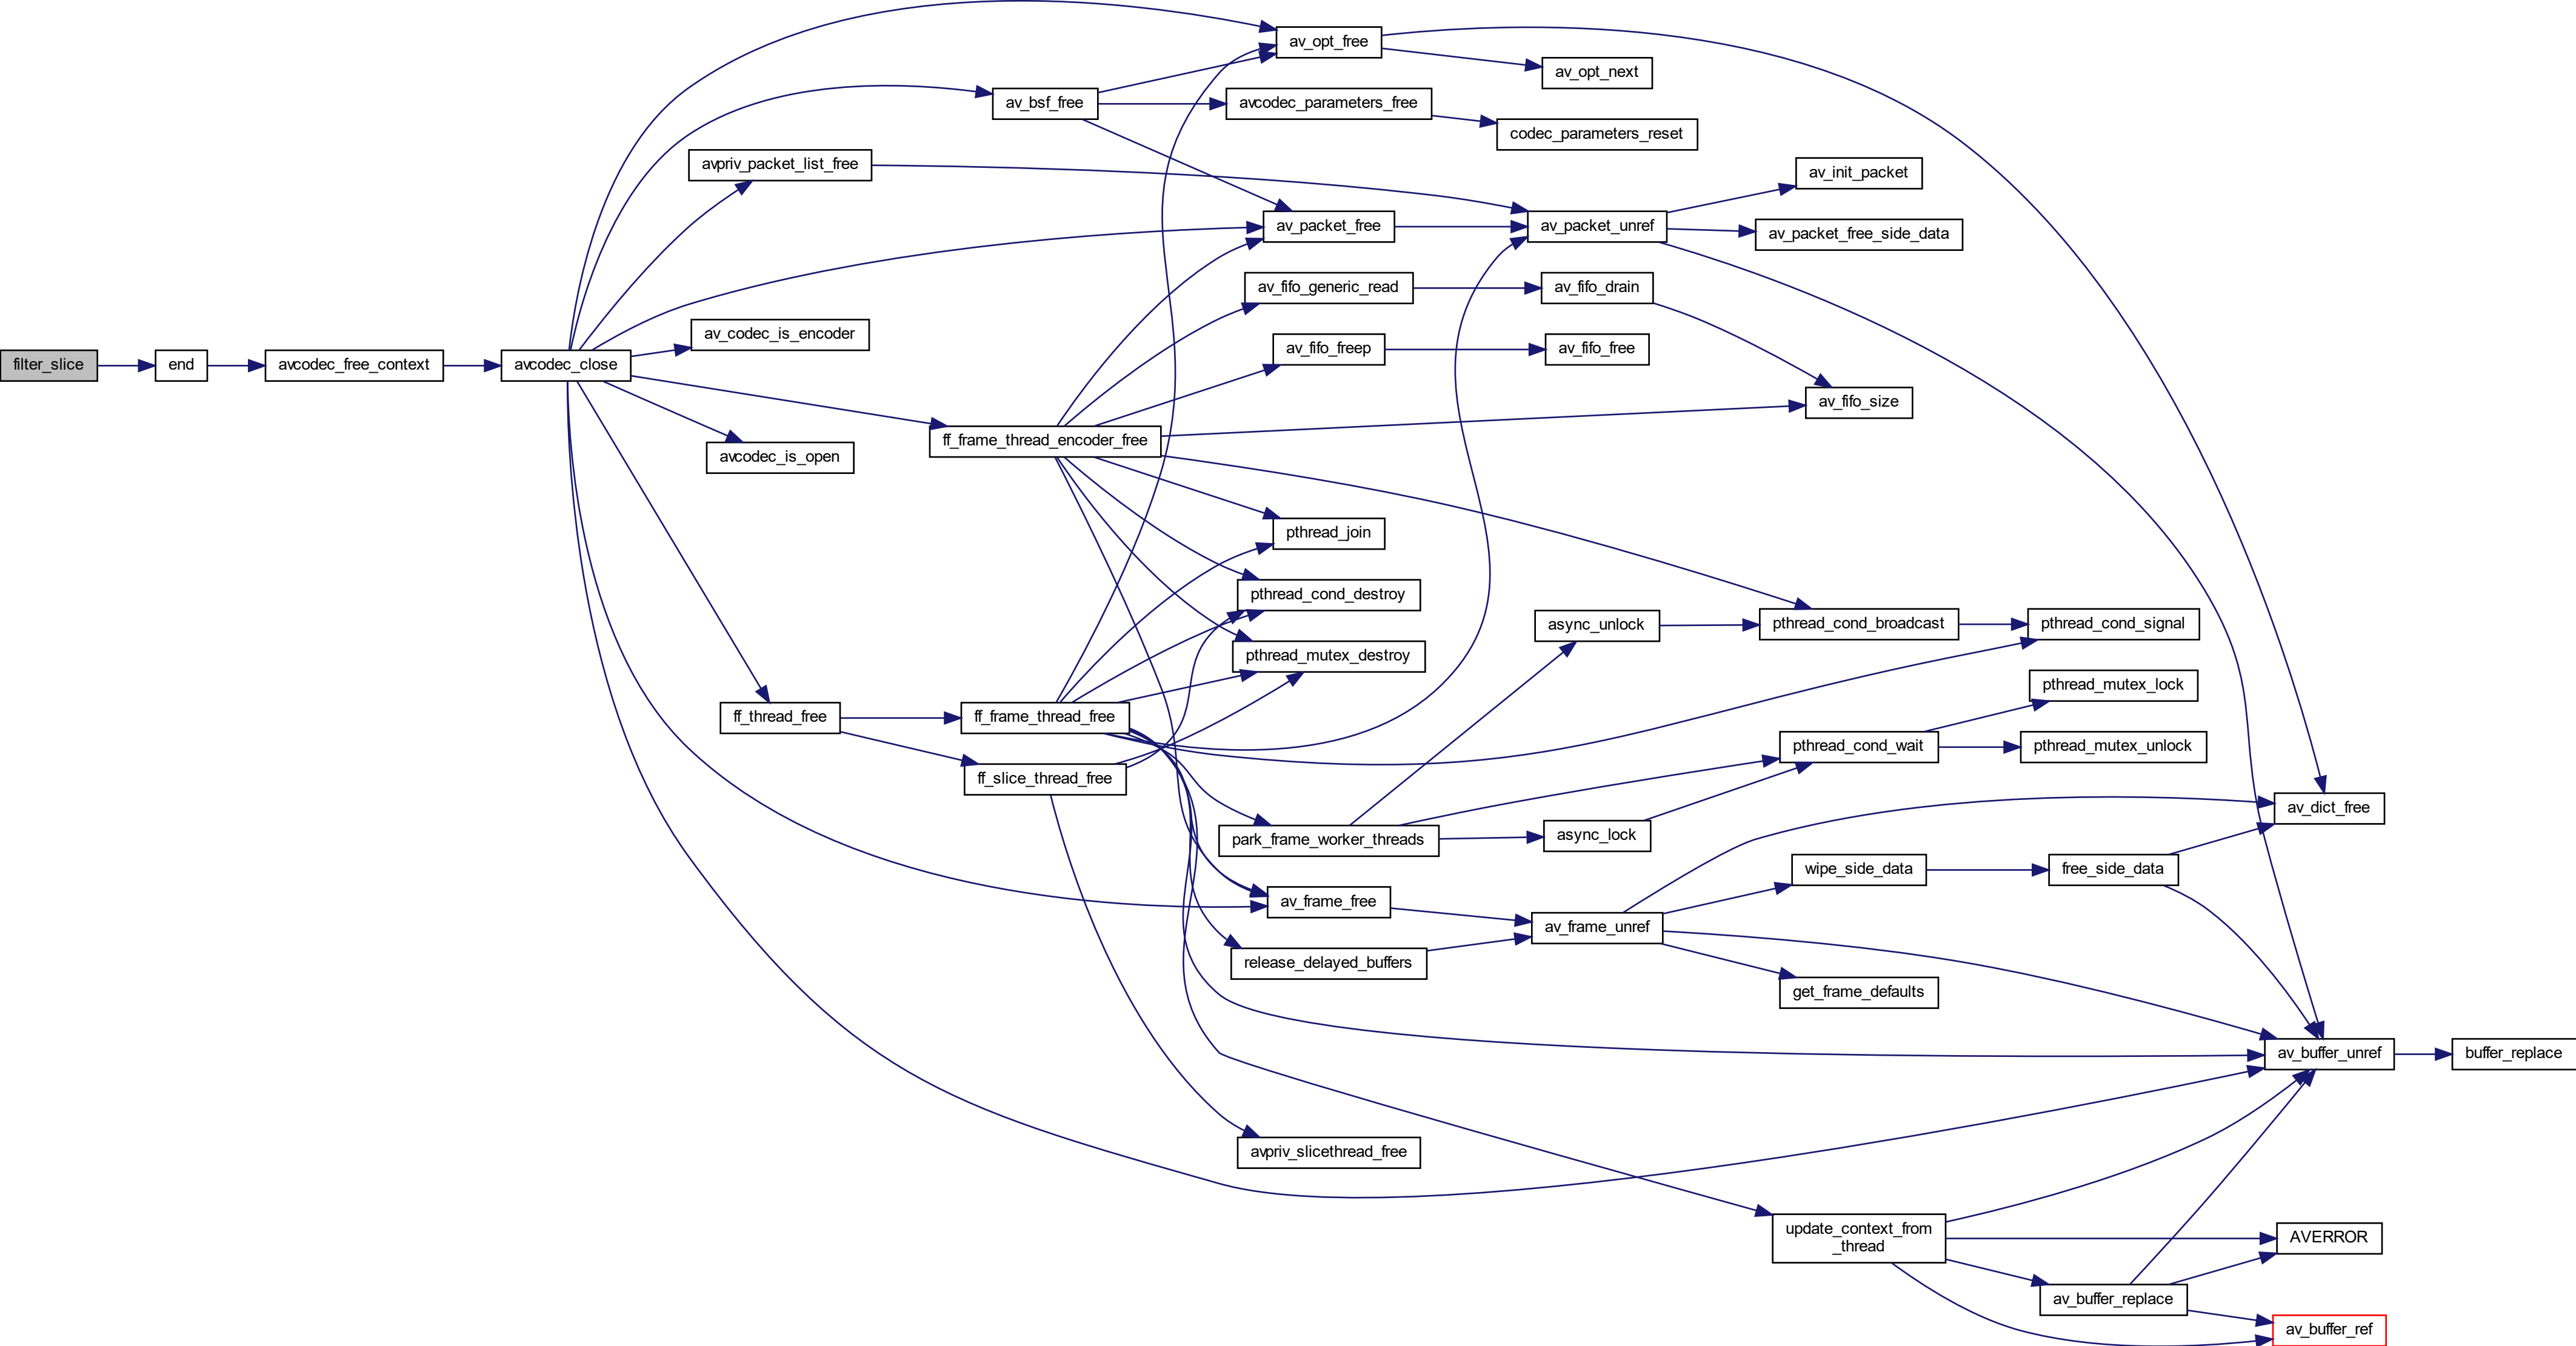 av_opt_free
av_opt_next
av_bsf_free
avcodec_parameters_free
codec_parameters_reset
avpriv_packet_list_free
av_init_packet
av_packet_free
av_packet_unref
av_packet_free_side_data
av_fifo_generic_read
av_fifo_drain
av_codec_is_encoder
av_fifo_freep
av_fifo_free
filter_slice
end
avcodec_free_context
avcodec_close
av_fifo_size
ff_frame_thread_encoder_free
avcodec_is_open
pthread_join
pthread_cond_destroy
async_unlock
pthread_cond_broadcast
pthread_cond_signal
pthread_mutex_destroy
pthread_mutex_lock
ff_thread_free
ff_frame_thread_free
pthread_cond_wait
pthread_mutex_unlock
ff_slice_thread_free
av_dict_free
park_frame_worker_threads
async_lock
wipe_side_data
free_side_data
av_frame_free
av_frame_unref
release_delayed_buffers
get_frame_defaults
av_buffer_unref
buffer_replace
avpriv_slicethread_free
update_context_from
_thread
AVERROR
av_buffer_replace
av_buffer_ref